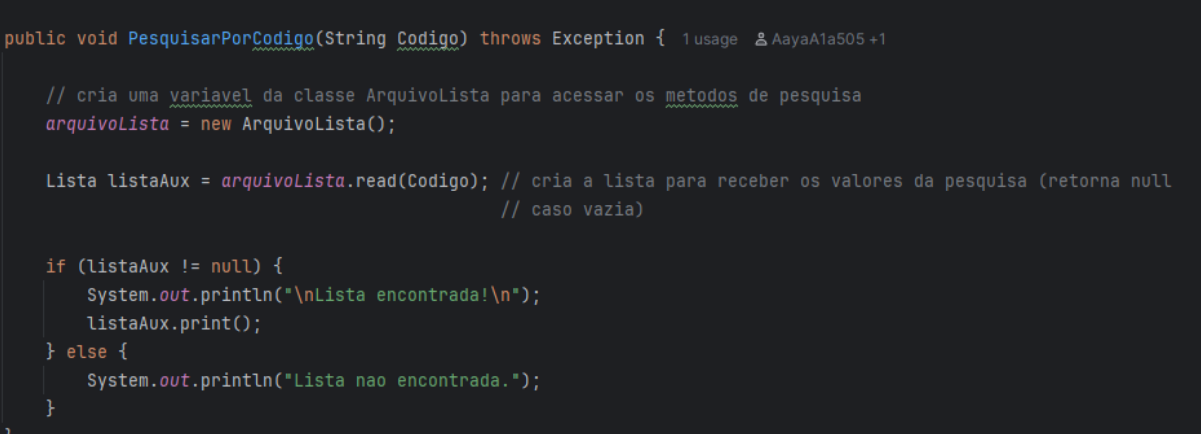 public void PesquisarPorCodigo(String Codigo) throws Exception { 1 usage AayaA1a505 +1
// cria uma variavel da classe ArquivoLista para acessar os metodos de pesquisa
arquivoLista = new ArquivoLista();
Lista listaAux = arquivoLista.read(Codigo); // cria a lista para receber os valores da pesquisa (retorna null
// caso vazia)
if (listaAux != null) {
System.out.println("\nLista encontrada!\n");
listaAux.print();
} else {
System.out.println("Lista nao encontrada.");
}
}